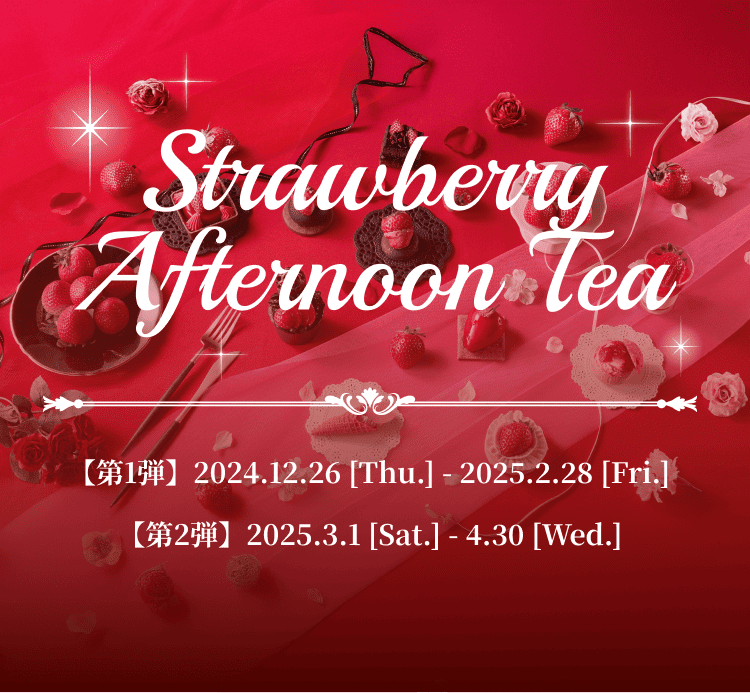 Strawberry
Afternoon Tea
【第1弾】2024.12.26 [Thu.] - 2025.2.28 [Fri.]
【第2弾】2025.3.1 [Sat.] - 4.30 [Wed.]